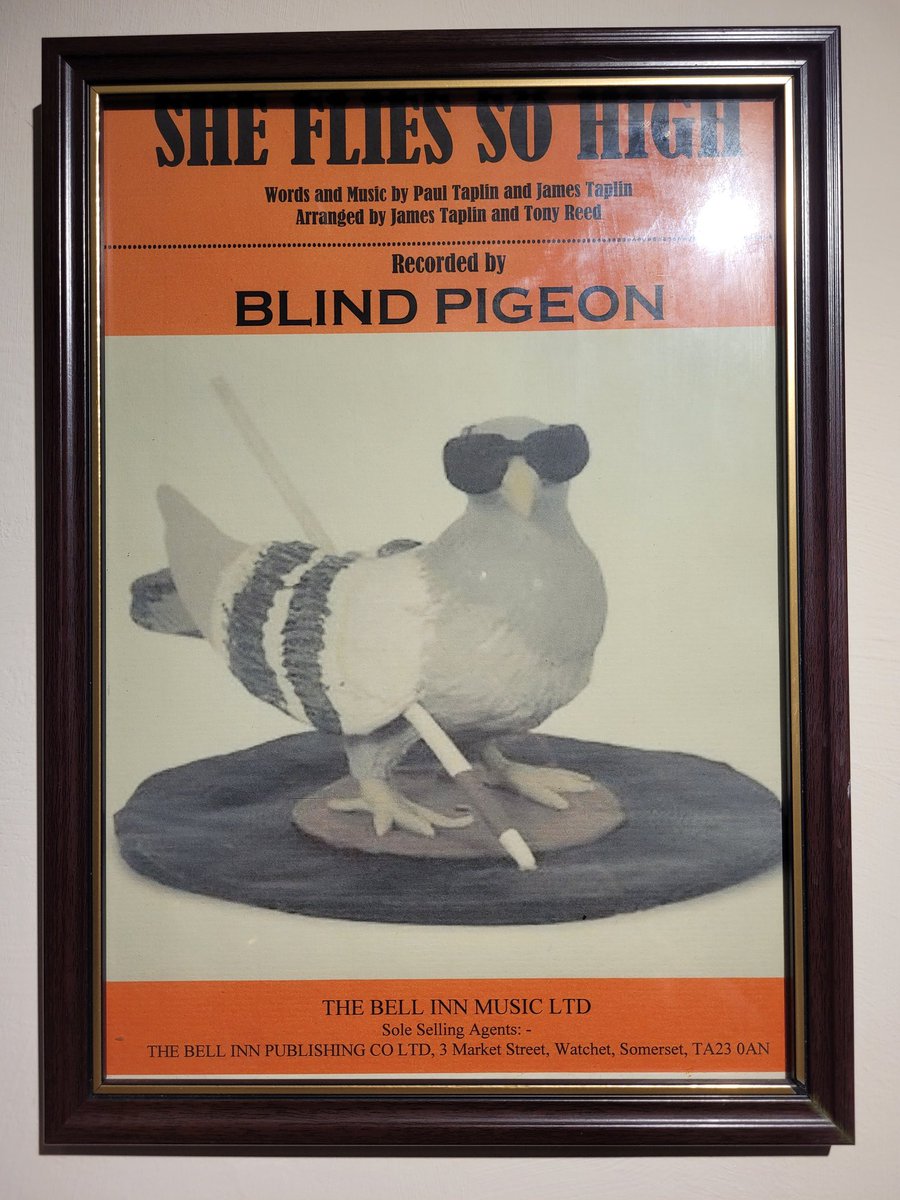 SHE FLIES SO HIGH
Words and Music by Paul Taplin and James Taplin
Arranged by James Taplin and Tony Reed
Recorded by
BLIND PIGEON
THE BELL INN MUSIC LTD
Sole Selling Agents: -
THE BELL INN PUBLISHING CO LTD, 3 Market Street, Watchet, Somerset, TA23 0AN